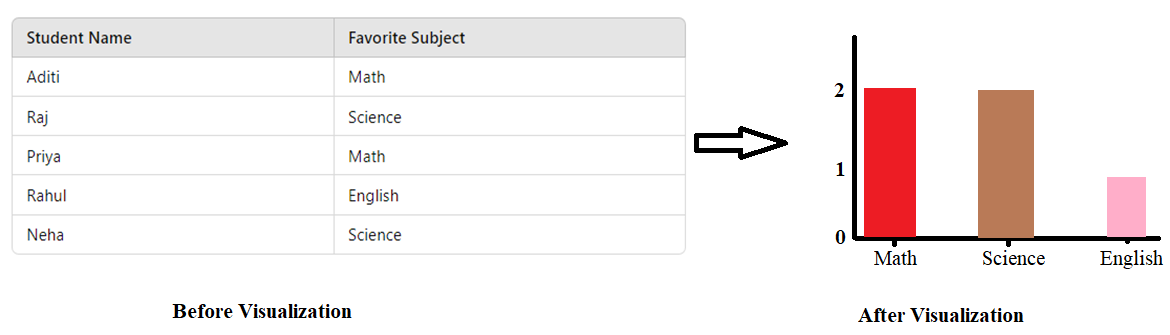 Student Name Favorite Subject
Aditi Math
Raj Science
Priya Math
Rahul English
Neha Science
Before Visualization
2
1
0
Math Science English
After Visualization